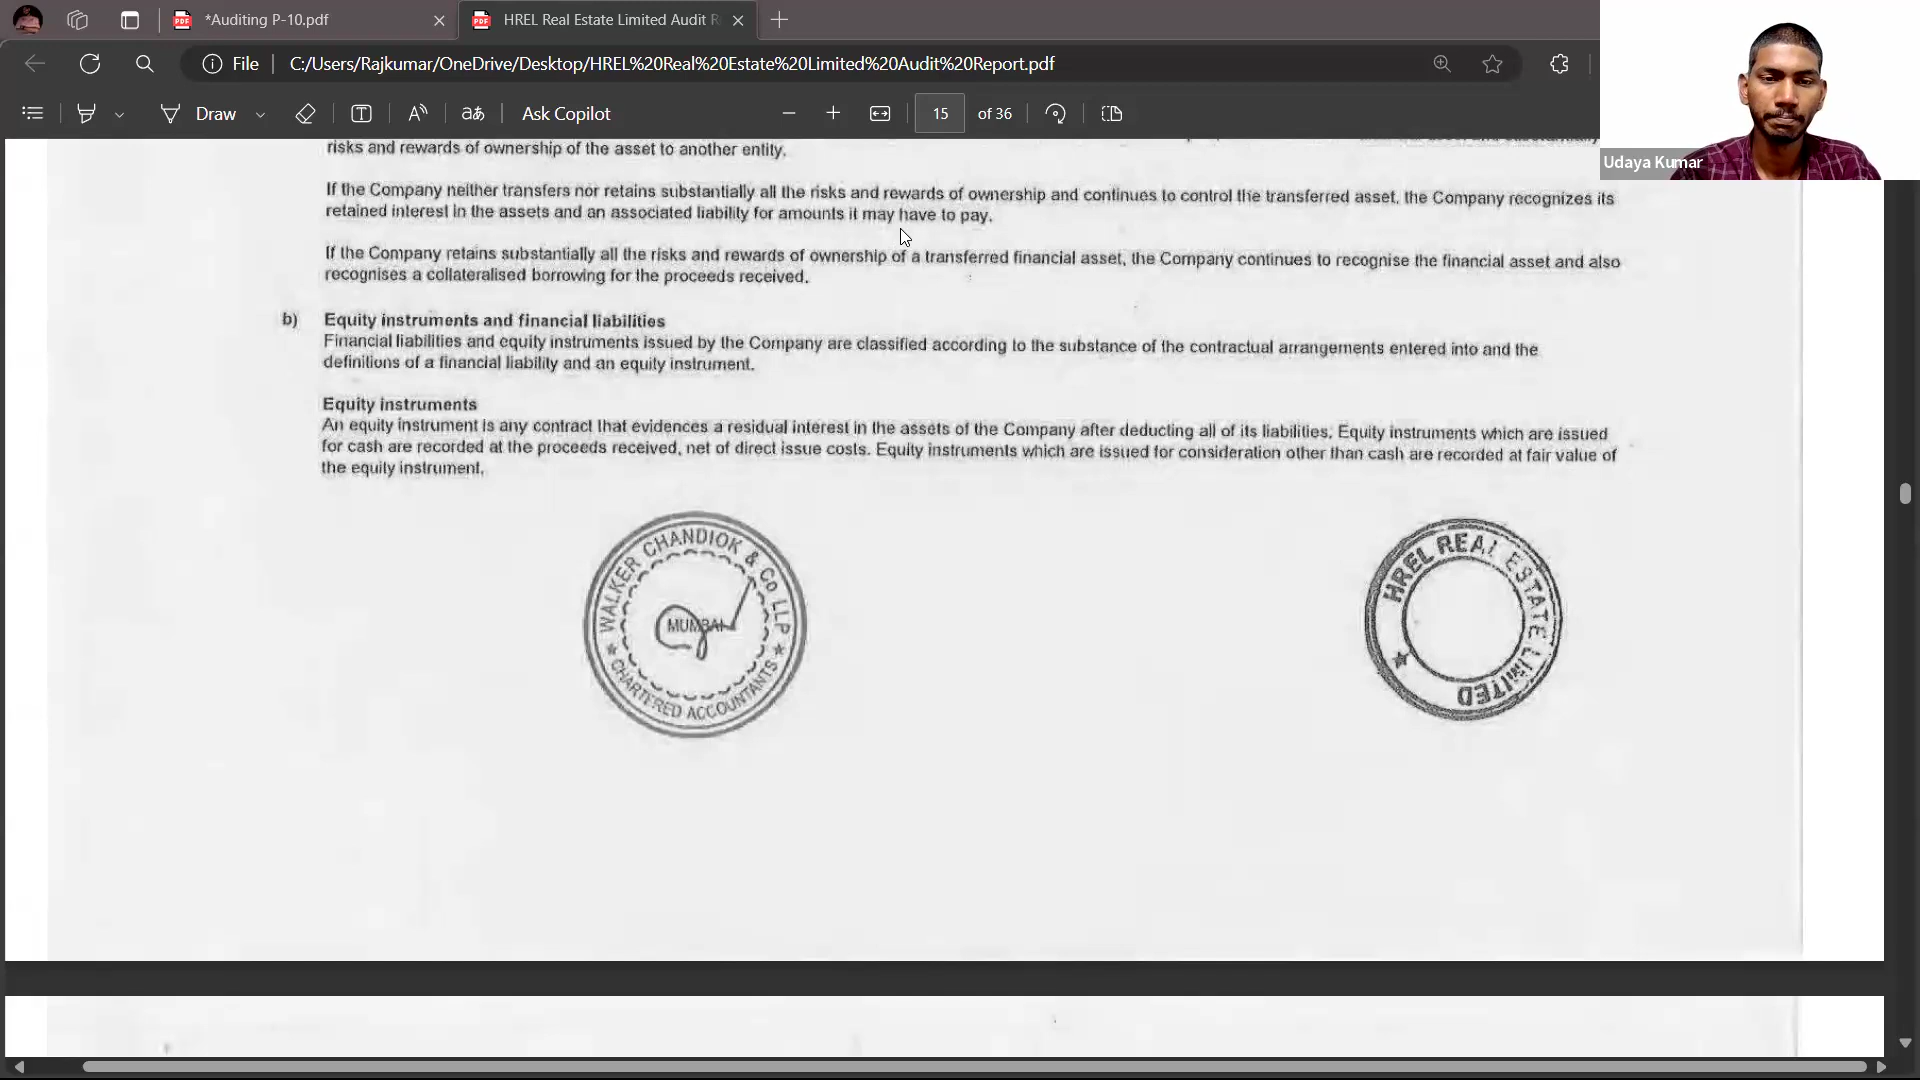 *Auditing P-10.pdf
HREL Real Estate Limited Audit R
File
C:/Users/Rajkumar/OneDrive/Desktop/HREL%20Real%20Estate%20Limited%20Audit%20Report.pdf
Draw
Ask Copilot
15 of 36
Udaya Kumar
risks and rewards of ownership of the asset to another entity.
If the Company neither transfers nor retains substantially all the risks and rewards of ownership and continues to control the transferred asset, the Company recognizes its
retained interest in the assets and an associated liability for amounts it may have to pay.
If the Company retains substantially all the risks and rewards of ownership of a transferred financial asset, the Company continues to recognise the financial asset and also
recognises a collateralised borrowing for the proceeds received.
b) Equity instruments and financial liabilities
Financial liabilities and equity instruments issued by the Company are classified according to the substance of the contractual arrangements entered into and the
definitions of a financial liability and an equity instrument.
Equity instruments
An equity instrument is any contract that evidences a residual interest in the assets of the Company after deducting all of its liabilities. Equity instruments which are issued
for cash are recorded at the proceeds received, net of direct issue costs. Equity instruments which are issued for consideration other than cash are recorded at fair value of
the equity instrument.
WALKER CHANDIOK & Co LLP
MUMBAI
CHARTERED ACCOUNTANTS
HREL REAL ESTATE LIMITED